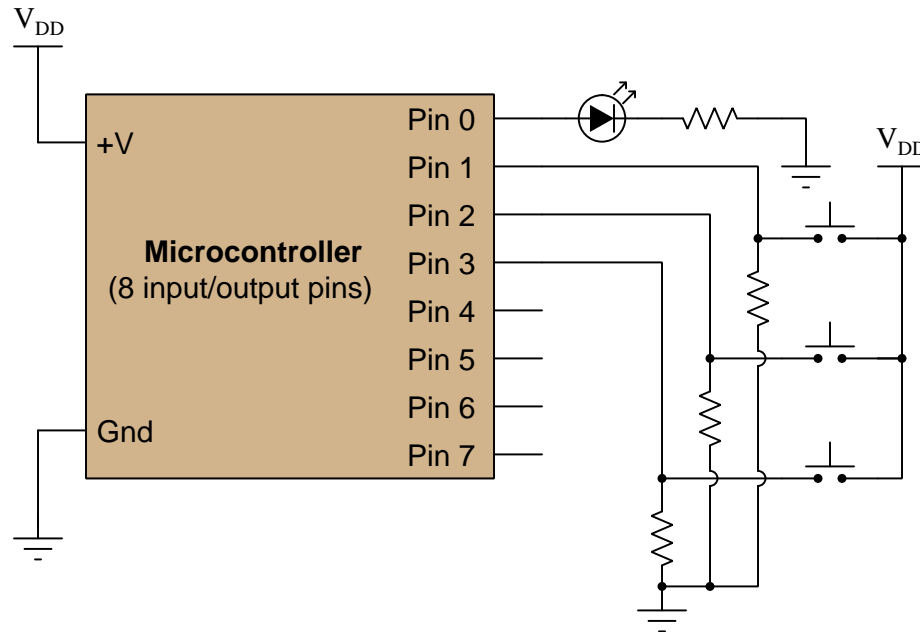 V_DD
+V
Microcontroller
(8 input/output pins)
Gnd
Pin 0
Pin 1
Pin 2
Pin 3
Pin 4
Pin 5
Pin 6
Pin 7
V_DD